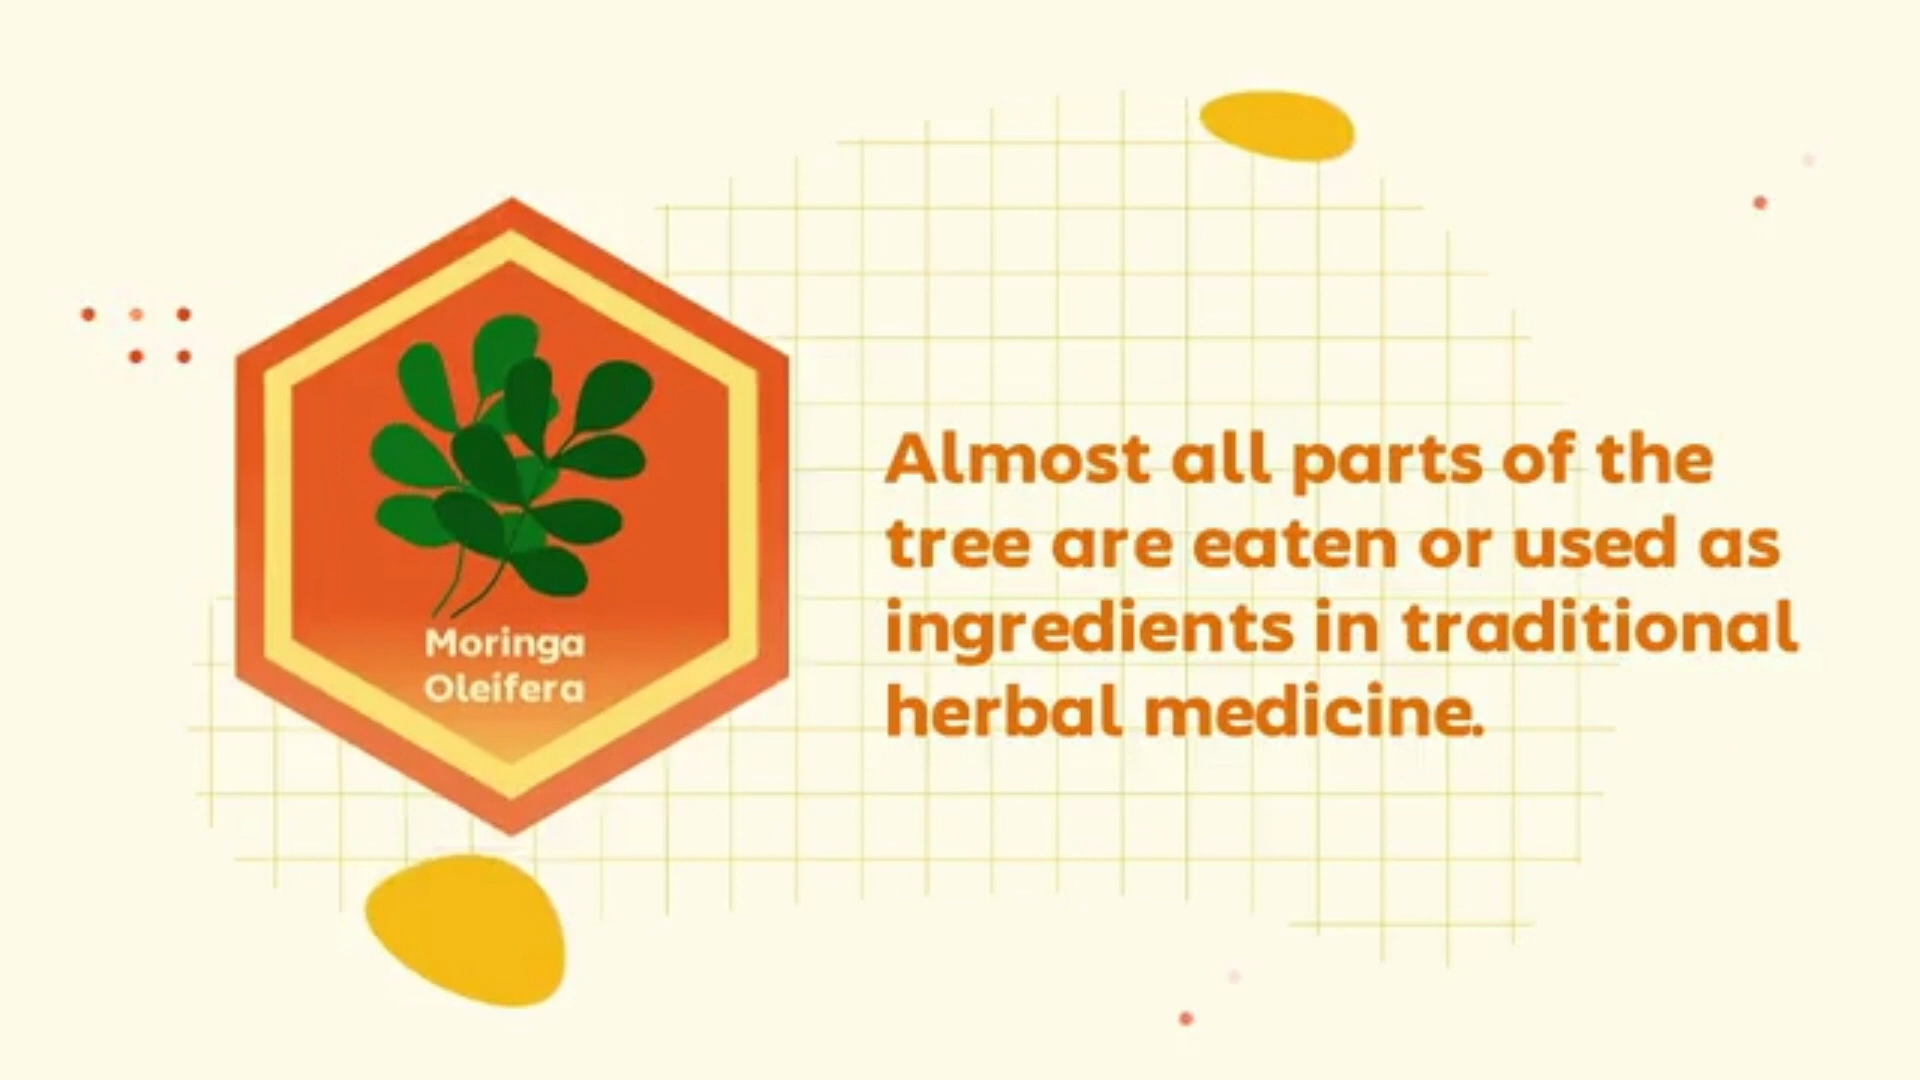 Moringa
Oleifera
Almost all parts of the
tree are eaten or used as
ingredients in traditional
herbal medicine.